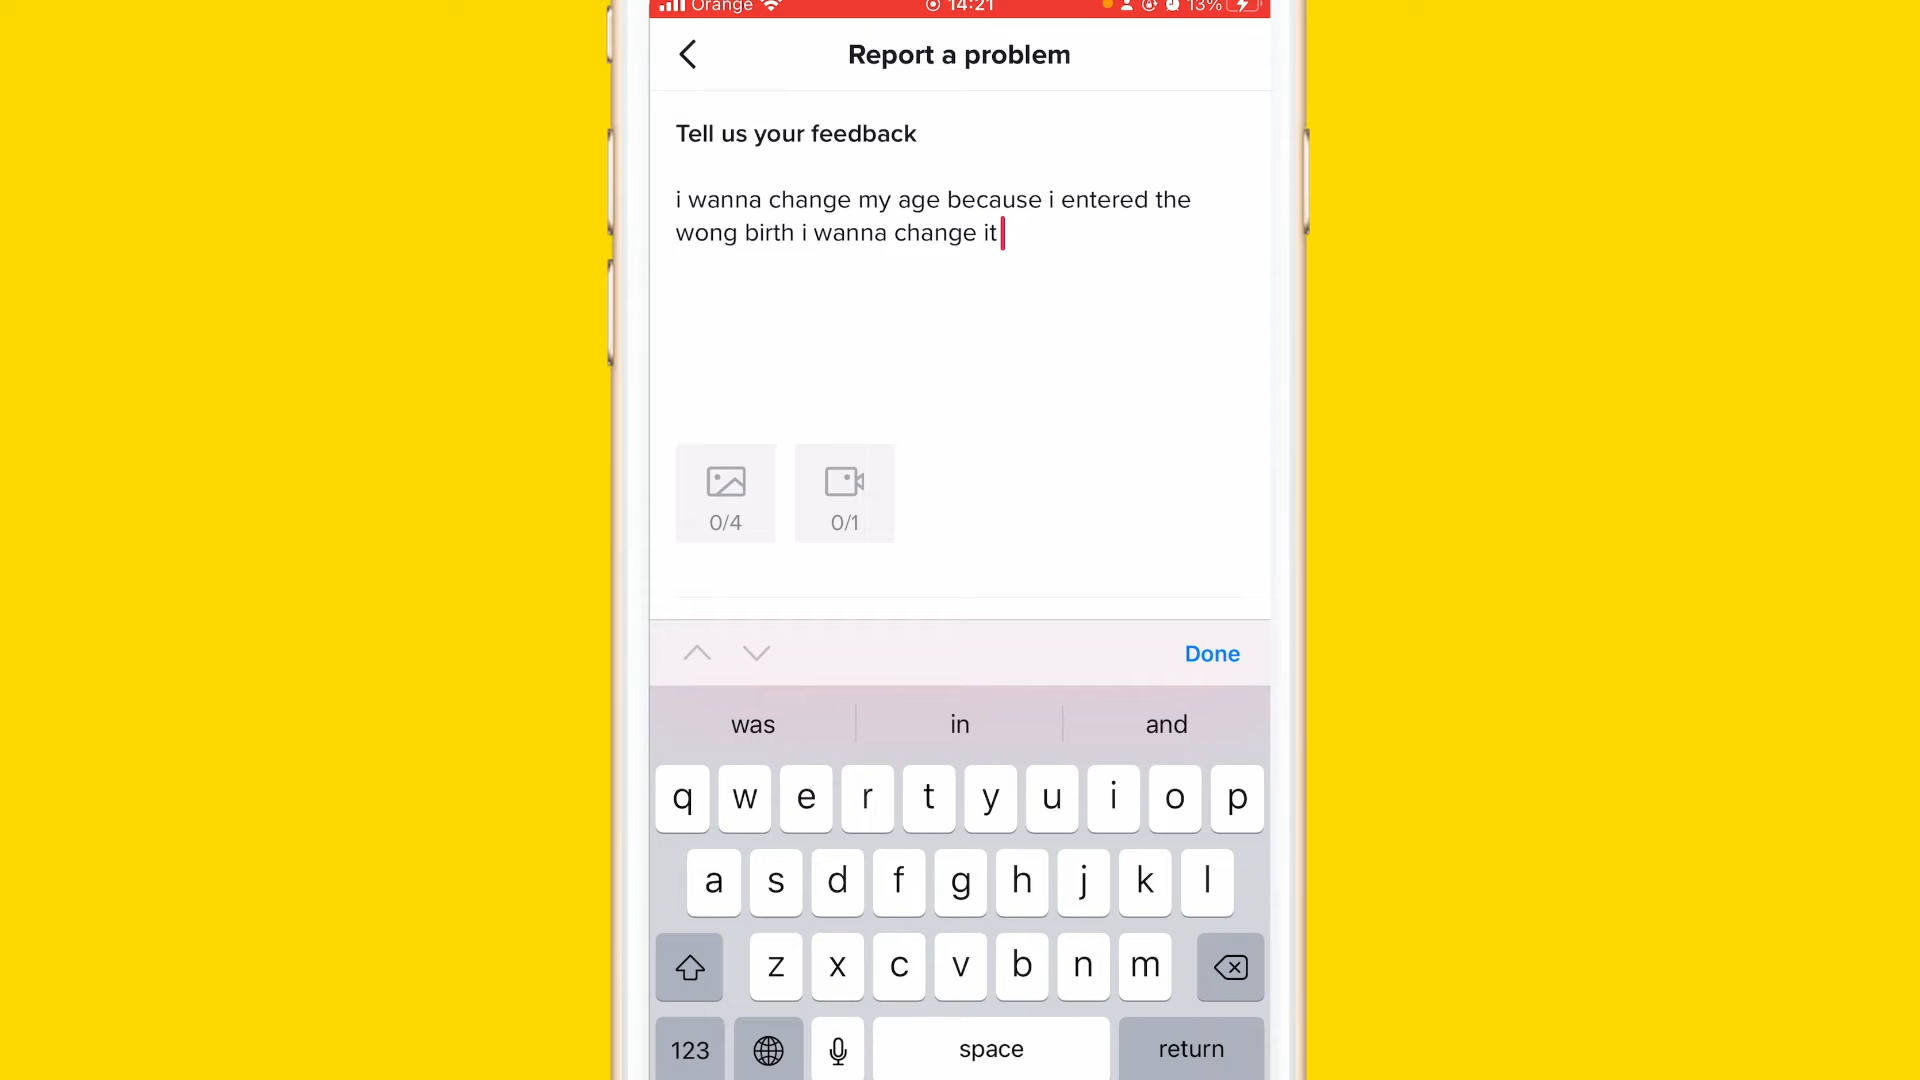 Orange 14:21 13%
Report a problem
Tell us your feedback
i wanna change my age because i entered the
wong birth i wanna change it
0/4 0/1
Done
was in and
q w e r t y u i o p
a s d f g h j k l
z x c v b n m
123 space return